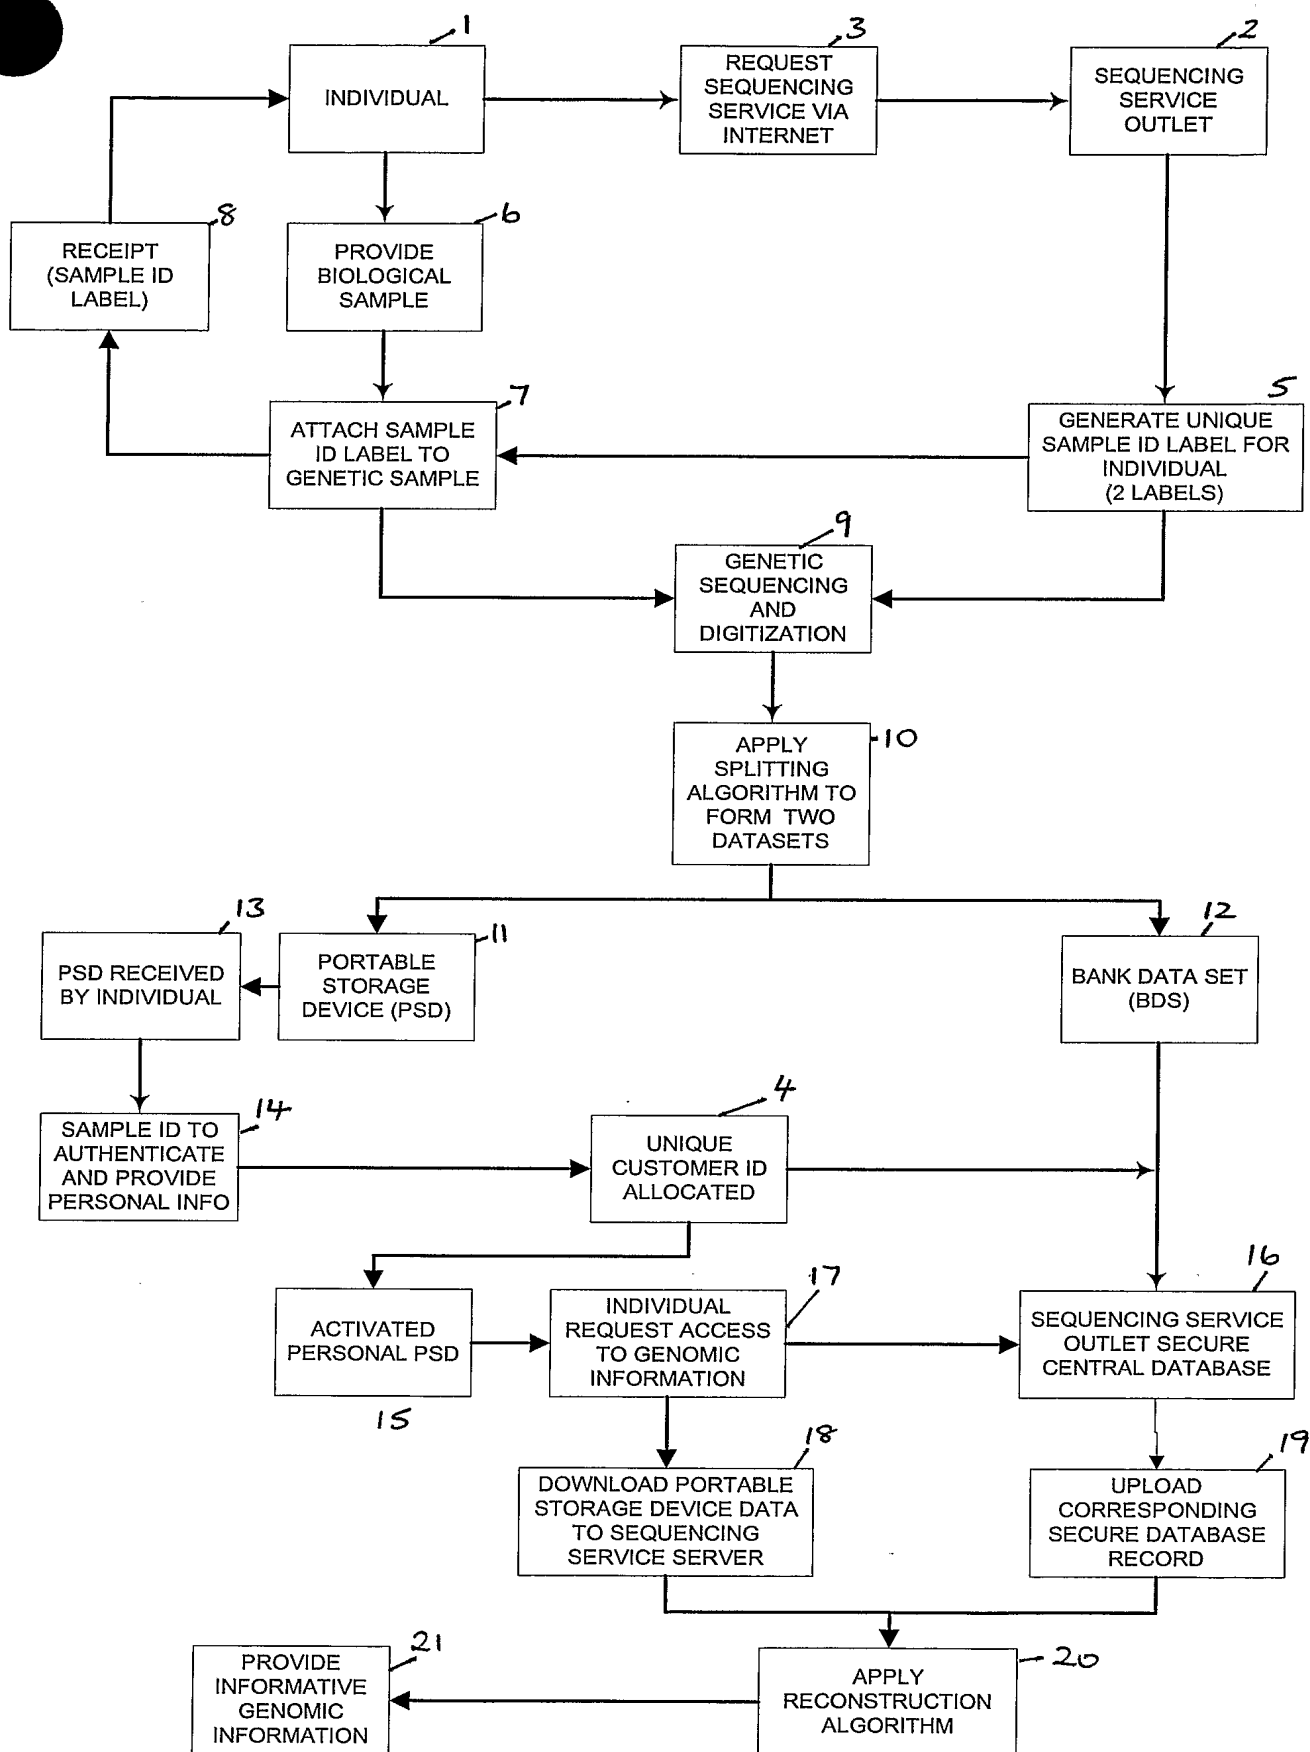 1
3
2
INDIVIDUAL
REQUEST
SEQUENCING
SERVICE VIA
INTERNET
SEQUENCING
SERVICE
OUTLET
8
6
RECEIPT
(SAMPLE ID
LABEL)
PROVIDE
BIOLOGICAL
SAMPLE
7
5
ATTACH SAMPLE
ID LABEL TO
GENETIC SAMPLE
GENERATE UNIQUE
SAMPLE ID LABEL FOR
INDIVIDUAL
(2 LABELS)
9
GENETIC
SEQUENCING
AND
DIGITIZATION
10
APPLY
SPLITTING
ALGORITHM TO
FORM TWO
DATASETS
13
11
12
PSD RECEIVED
BY INDIVIDUAL
PORTABLE
STORAGE
DEVICE (PSD)
BANK DATA SET
(BDS)
14
4
SAMPLE ID TO
AUTHENTICATE
AND PROVIDE
PERSONAL INFO
UNIQUE
CUSTOMER ID
ALLOCATED
17
16
ACTIVATED
PERSONAL PSD
15
INDIVIDUAL
REQUEST ACCESS
TO GENOMIC
INFORMATION
SEQUENCING SERVICE
OUTLET SECURE
CENTRAL DATABASE
18
19
DOWNLOAD PORTABLE
STORAGE DEVICE DATA
TO SEQUENCING
SERVICE SERVER
UPLOAD
CORRESPONDING
SECURE DATABASE
RECORD
21
20
PROVIDE
INFORMATIVE
GENOMIC
INFORMATION
APPLY
RECONSTRUCTION
ALGORITHM